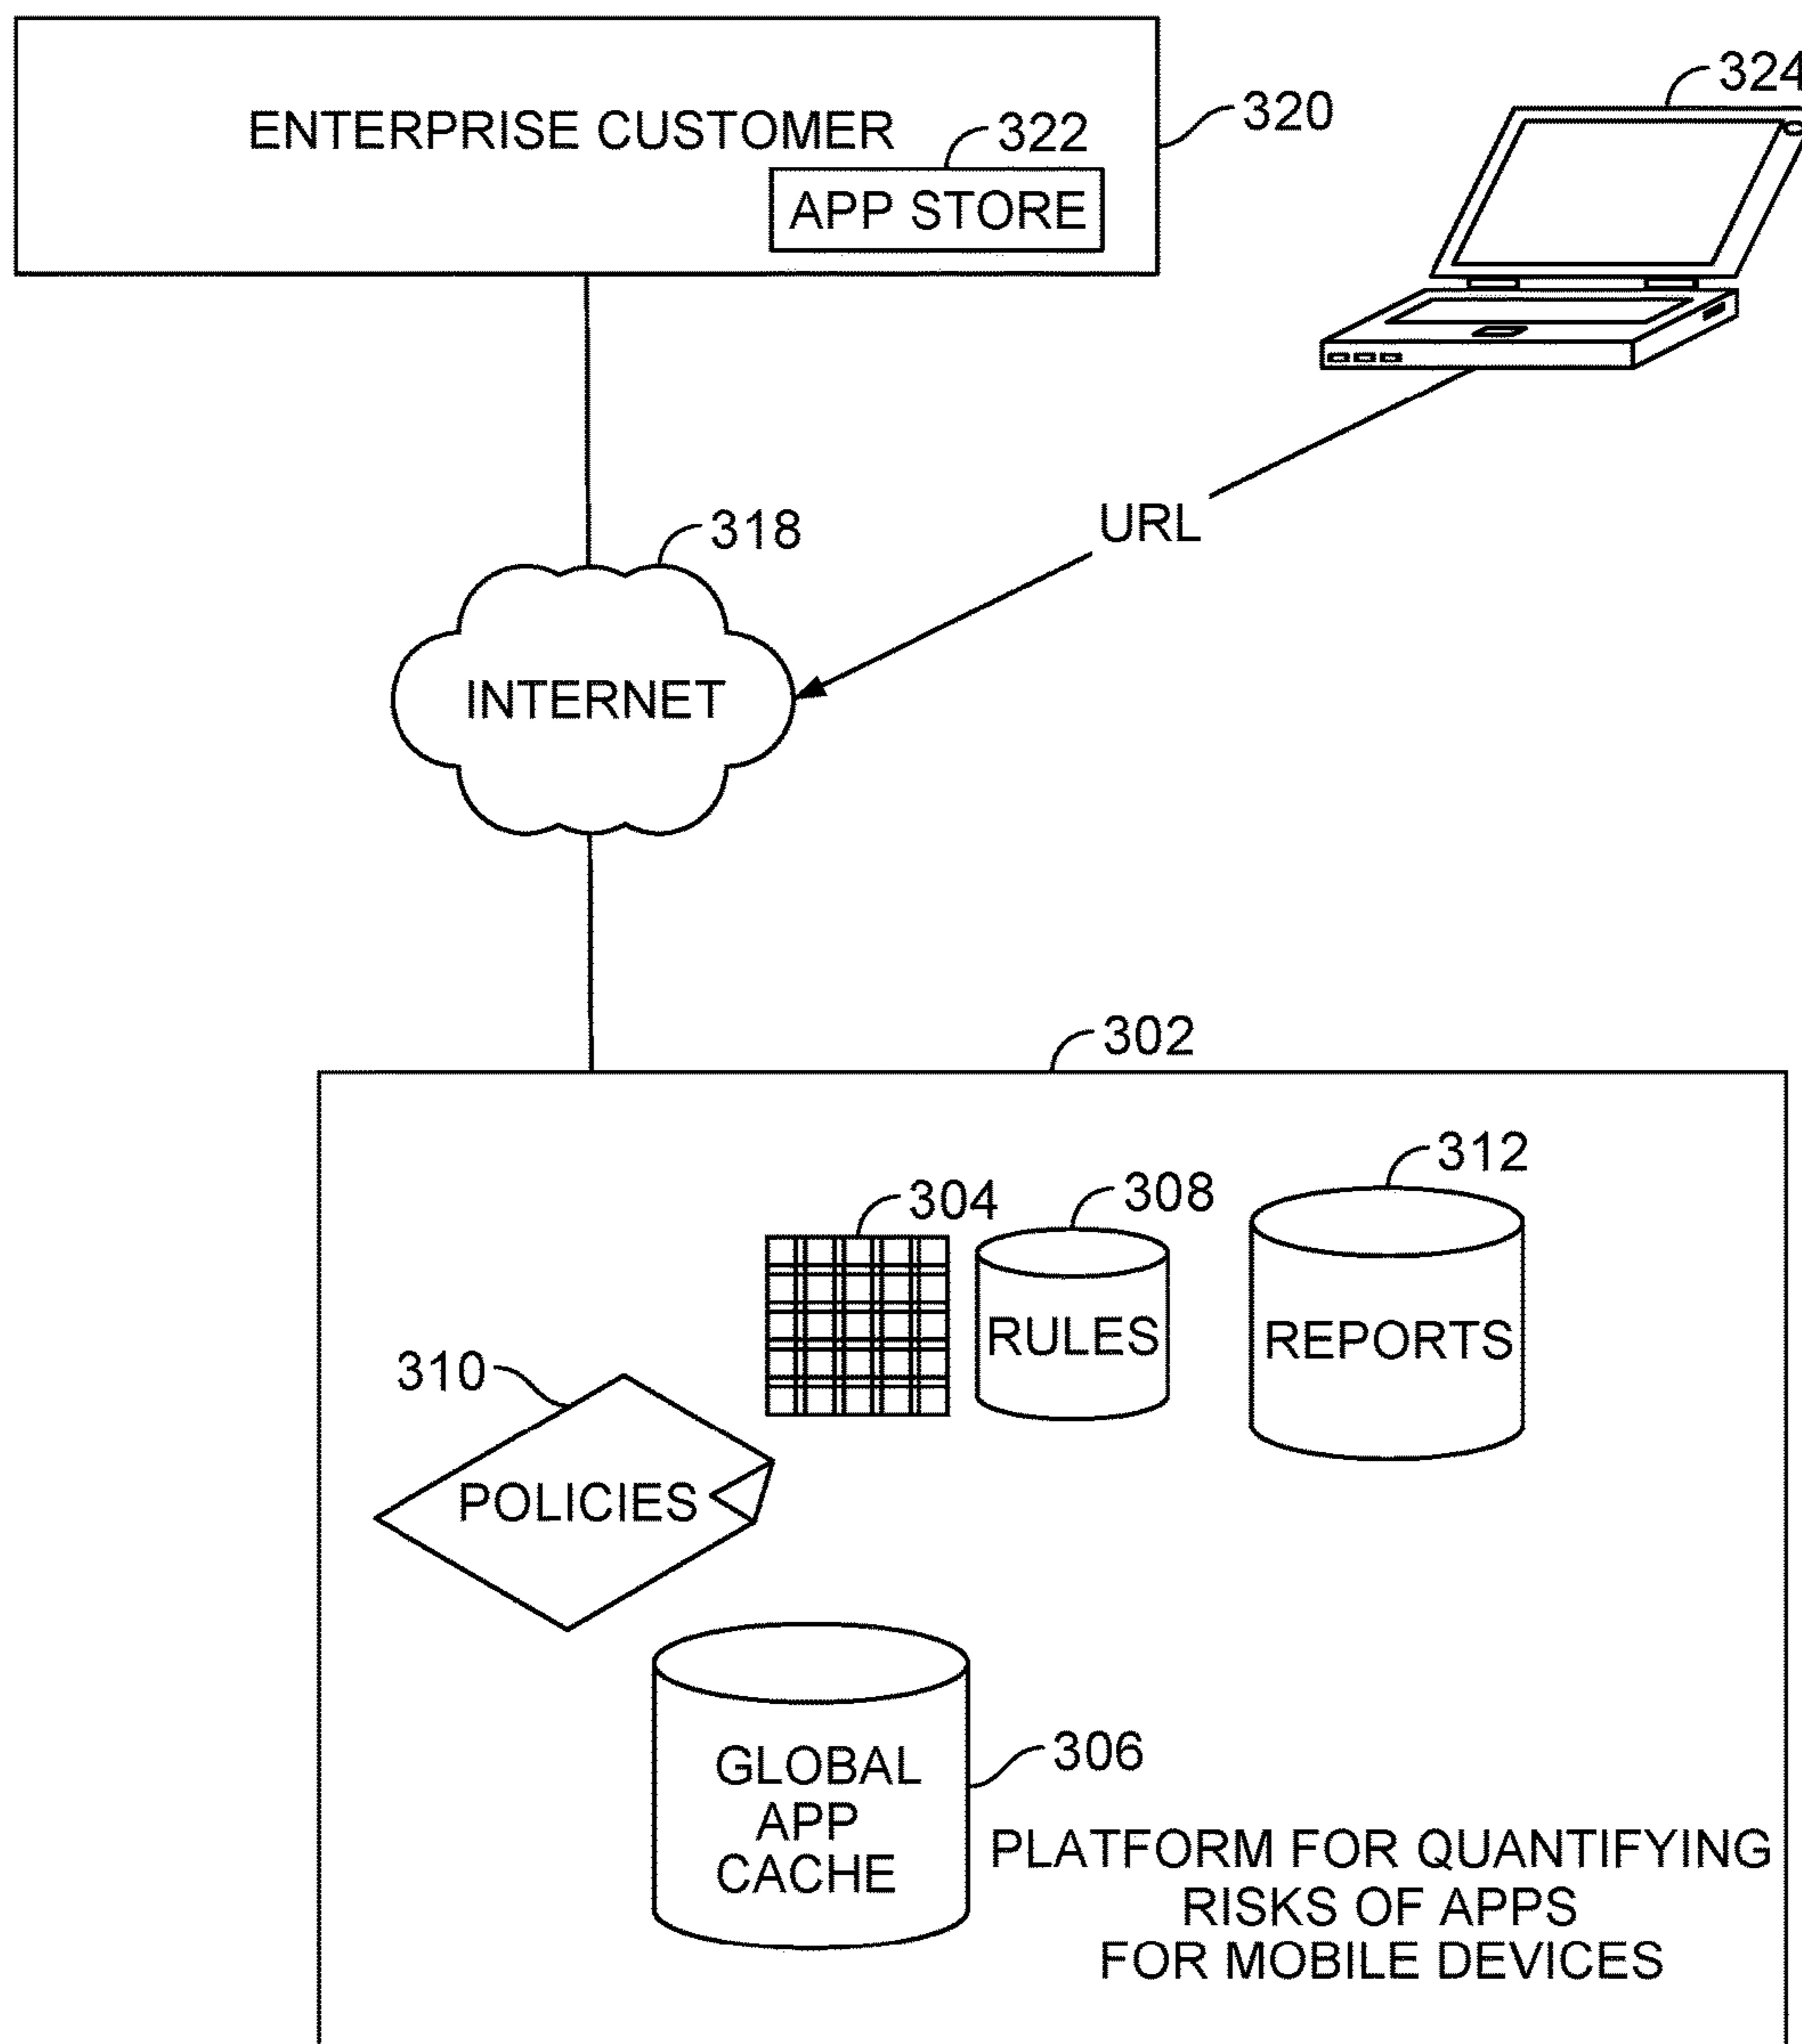 324
ENTERPRISE CUSTOMER
320
322
APP STORE
URL
318
INTERNET
302
312
304
308
RULES
REPORTS
310
POLICIES
306
GLOBAL
APP
CACHE
PLATFORM FOR QUANTIFYING
RISKS OF APPS
FOR MOBILE DEVICES